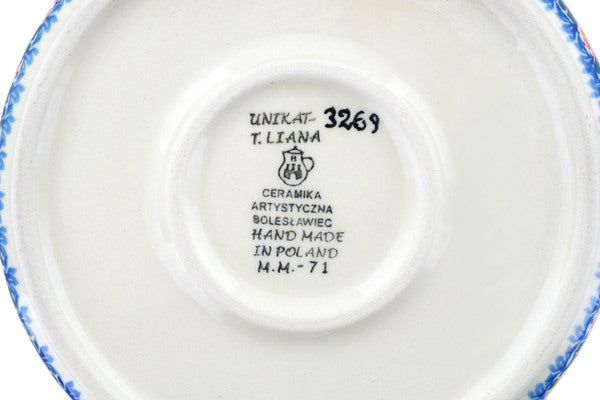 UNIKAT- 3269
T. LIANA
CERAMIKA
ARTYSTYCZNA
BOLESŁAWIEC
HAND MADE
IN POLAND
M.M.-71